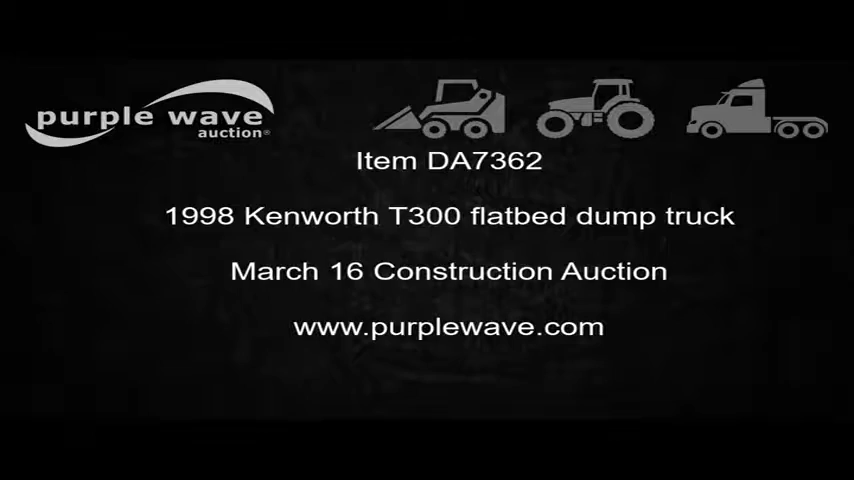 purple wave
auction®
Item DA7362
1998 Kenworth T300 flatbed dump truck
March 16 Construction Auction
www.purplewave.com